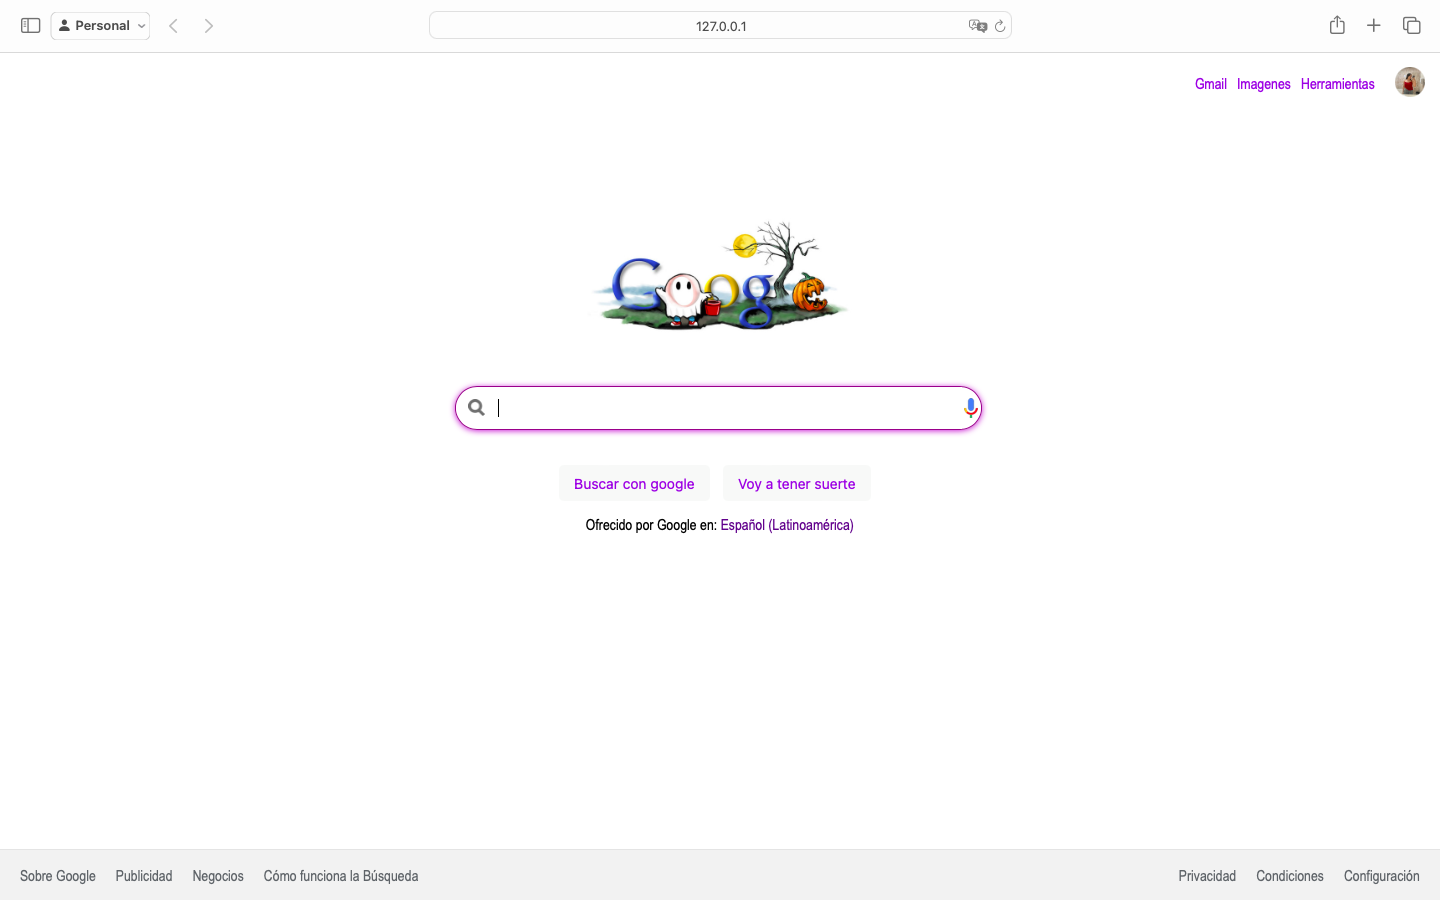 Personal
127.0.0.1
Gmail Imagenes Herramientas
Google
Buscar con google Voy a tener suerte
Ofrecido por Google en: Español (Latinoamérica)
Sobre Google Publicidad Negocios Cómo funciona la Búsqueda Privacidad Condiciones Configuración